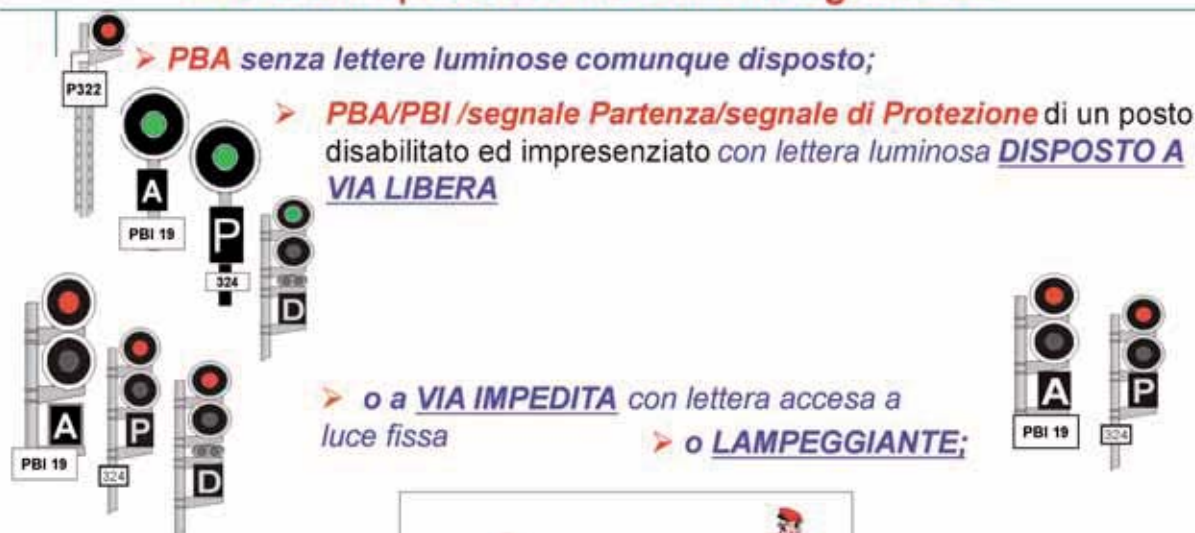 P322
➢ PBA senza lettere luminose comunque disposto;
➢ PBA/PBI /segnale Partenza/segnale di Protezione di un posto
disabilitato ed impresenziato con lettera luminosa DISPOSTO A
VIA LIBERA
A
PBI 19
P
324
D
A
PBI 19
P
324
D
➢ o a VIA IMPEDITA con lettera accesa a
luce fissa
➢ o LAMPEGGIANTE;
A
PBI 19
P
324